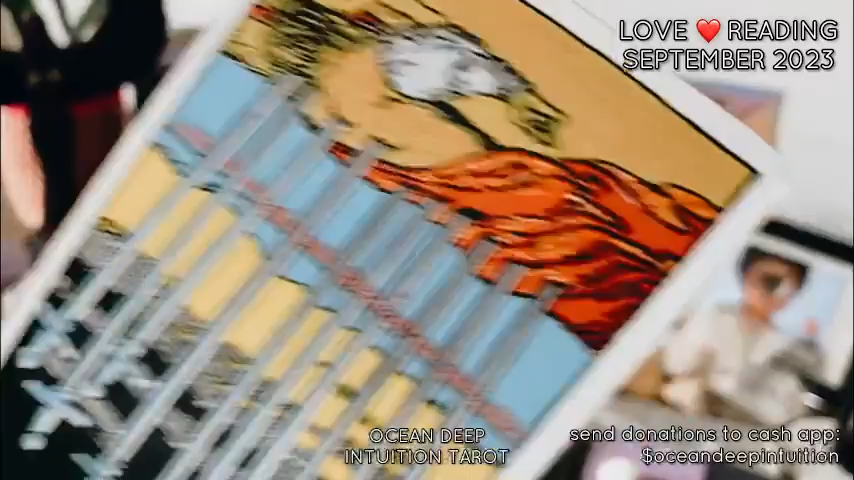 LOVE ❤️ READING
SEPTEMBER 2023
OCEAN DEEP
INTUITION TAROT
send donations to cash app:
$oceandeepintuition